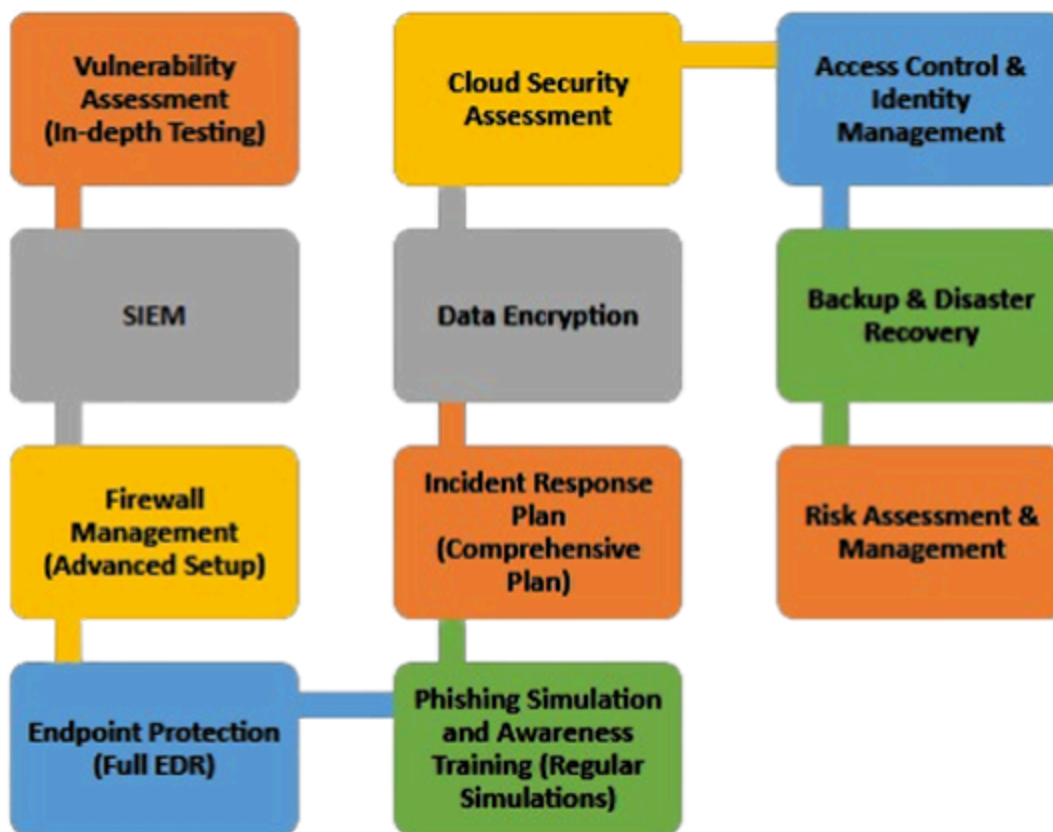 Vulnerability
Assessment
(In-depth Testing)
SIEM
Firewall
Management
(Advanced Setup)
Endpoint Protection
(Full EDR)
Phishing Simulation
and Awareness
Training (Regular
Simulations)
Incident Response
Plan
(Comprehensive
Plan)
Data Encryption
Cloud Security
Assessment
Access Control &
Identity
Management
Backup & Disaster
Recovery
Risk Assessment &
Management